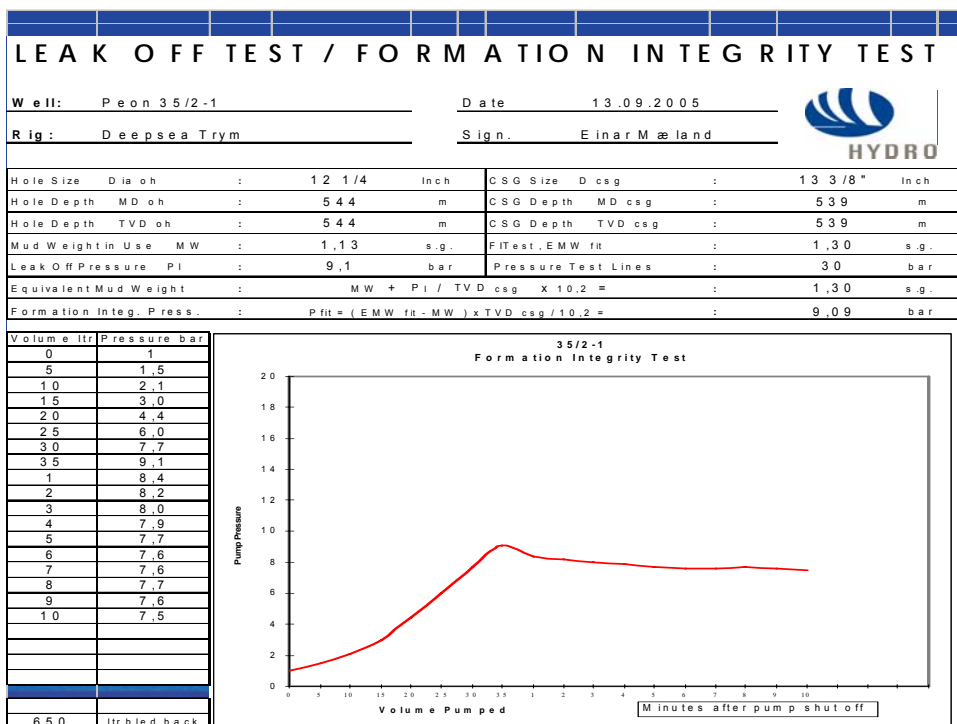 LEAK OFF TEST / FORMATION INTEGRITY TEST
Well: Peon 35/2-1 Date 13.09.2005
Rig: Deepsea Trym Sign. Einar Mæland
HYDRO
Hole Size Dia oh : 12 1/4 Inch CSG Size D csg : 13 3/8" Inch
Hole Depth MD oh : 544 m CSG Depth MD csg : 539 m
Hole Depth TVD oh : 544 m CSG Depth TVD csg : 539 m
Mud Weight in Use MW : 1,13 s.g. FITest, EMW fit : 1,30 s.g.
Leak Off Pressure Pl : 9,1 bar Pressure Test Lines : 30 bar
Equivalent Mud Weight : MW + Pl / TVD csg x 10,2 = : 1,30 s.g.
Formation Integ. Press. : Pfit = ( EMW fit - MW ) x TVD csg / 10,2 = : 9,09 bar
Volume ltr Pressure bar
0 1
5 1,5
10 2,1
15 3,0
20 4,4
25 6,0
30 7,7
35 9,1
1 8,4
2 8,2
3 8,0
4 7,9
5 7,7
6 7,6
7 7,6
8 7,7
9 7,6
10 7,5
650 ltr bled back
35/2-1
Formation Integrity Test
20
18
16
14
12
10
8
6
4
2
0
Pump Pressure
0 5 10 15 20 25 30 35 1 2 3 4 5 6 7 8 9 10
Volume Pumped
Minutes after pump shut off